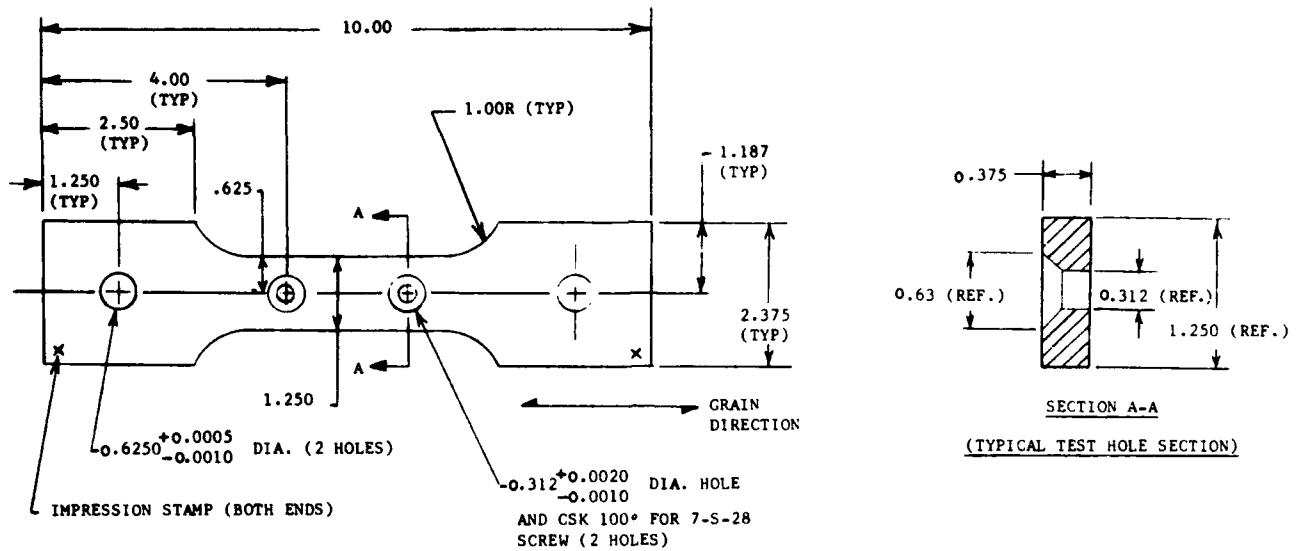 10.00
4.00
(TYP)
1.00R (TYP)
2.50
(TYP)
1.187
(TYP)
1.250
(TYP)
.625
A
0.375
0.63 (REF.)
0.312 (REF.)
2.375
(TYP)
1.250 (REF.)
x
x
A
1.250
GRAIN
DIRECTION
SECTION A-A
(TYPICAL TEST HOLE SECTION)
0.6250 +0.0005 -0.0010 DIA. (2 HOLES)
0.312 +0.0020 -0.0010 DIA. HOLE
AND CSK 100° FOR 7-S-28
SCREW (2 HOLES)
IMPRESSION STAMP (BOTH ENDS)